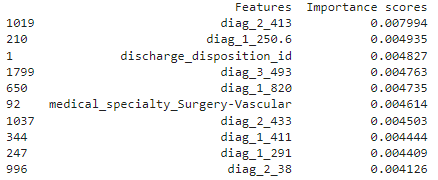 Features Importance scores
1019 diag_2_413 0.007994
210 diag_1_250.6 0.004935
1 discharge_disposition_id 0.004827
1799 diag_3_493 0.004763
650 diag_1_820 0.004735
92 medical_specialty_Surgery-Vascular 0.004614
1037 diag_2_433 0.004503
344 diag_1_411 0.004444
247 diag_1_291 0.004409
996 diag_2_38 0.004126